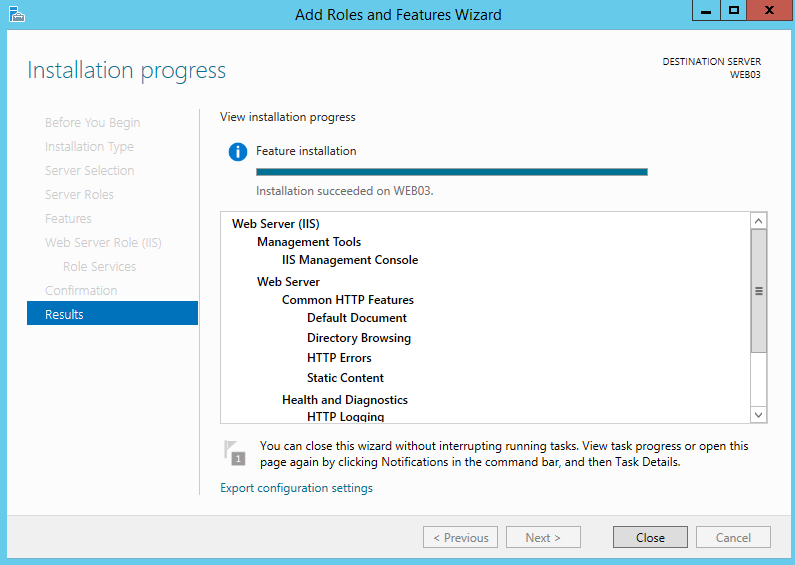 Add Roles and Features Wizard
Installation progress
DESTINATION SERVER
WEB03
Before You Begin
Installation Type
Server Selection
Server Roles
Features
Web Server Role (IIS)
Role Services
Confirmation
Results
View installation progress
Feature installation
Installation succeeded on WEB03.
Web Server (IIS)
Management Tools
IIS Management Console
Web Server
Common HTTP Features
Default Document
Directory Browsing
HTTP Errors
Static Content
Health and Diagnostics
HTTP Logging
1
You can close this wizard without interrupting running tasks. View task progress or open this
page again by clicking Notifications in the command bar, and then Task Details.
Export configuration settings
< Previous
Next >
Close
Cancel